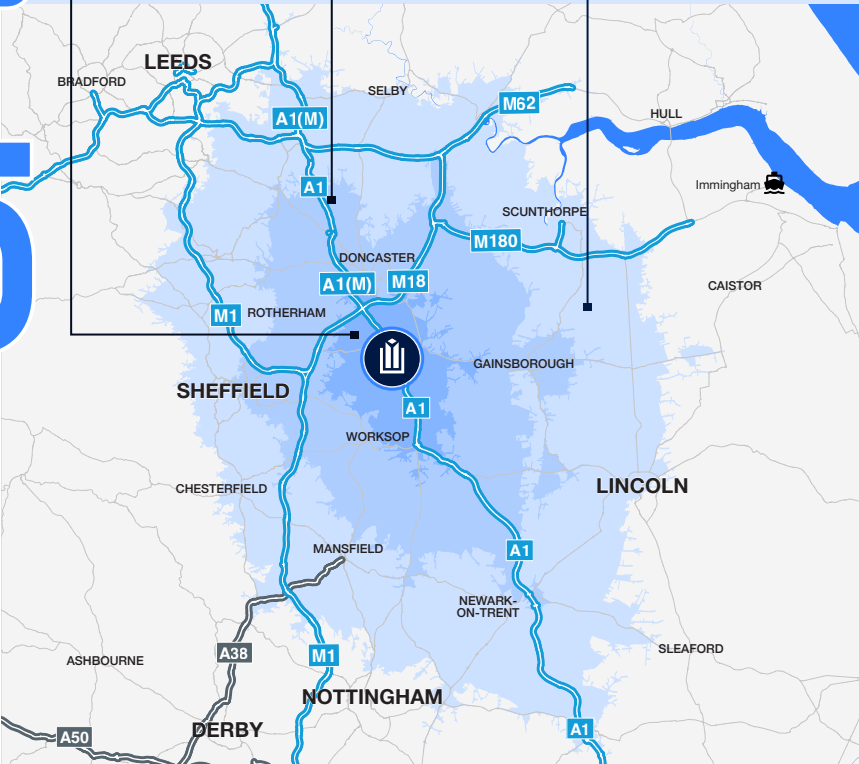 LEEDS
BRADFORD
SELBY
M62
A1(M)
HULL
A1
Immingham
SCUNTHORPE
M180
DONCASTER
A1(M)
M18
CAISTOR
M1
ROTHERHAM
GAINSBOROUGH
SHEFFIELD
A1
WORKSOP
CHESTERFIELD
LINCOLN
MANSFIELD
A1
NEWARK-
ON-TRENT
A38
M1
SLEAFORD
ASHBOURNE
NOTTINGHAM
DERBY
A50
A1